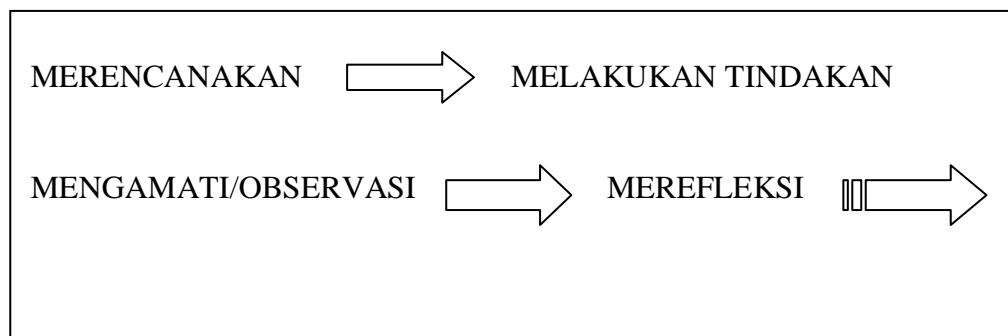 MERENCANAKAN MELAKUKAN TINDAKAN
MENGAMATI/OBSERVASI MEREFLEKSI